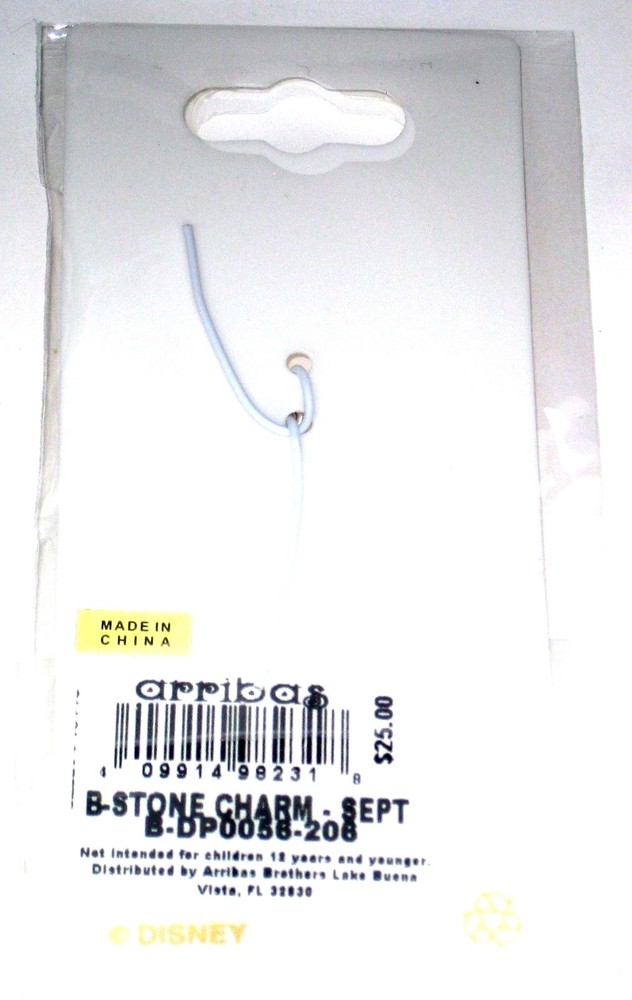 MADE IN
CHINA
arribas
$25.00
4 09914 98231 8
B-STONE CHARM - SEPT
B-DP0056-208
Not intended for children 12 years and younger.
Distributed by Arribas Brothers Lake Buena
Vista, FL 32830
© DISNEY